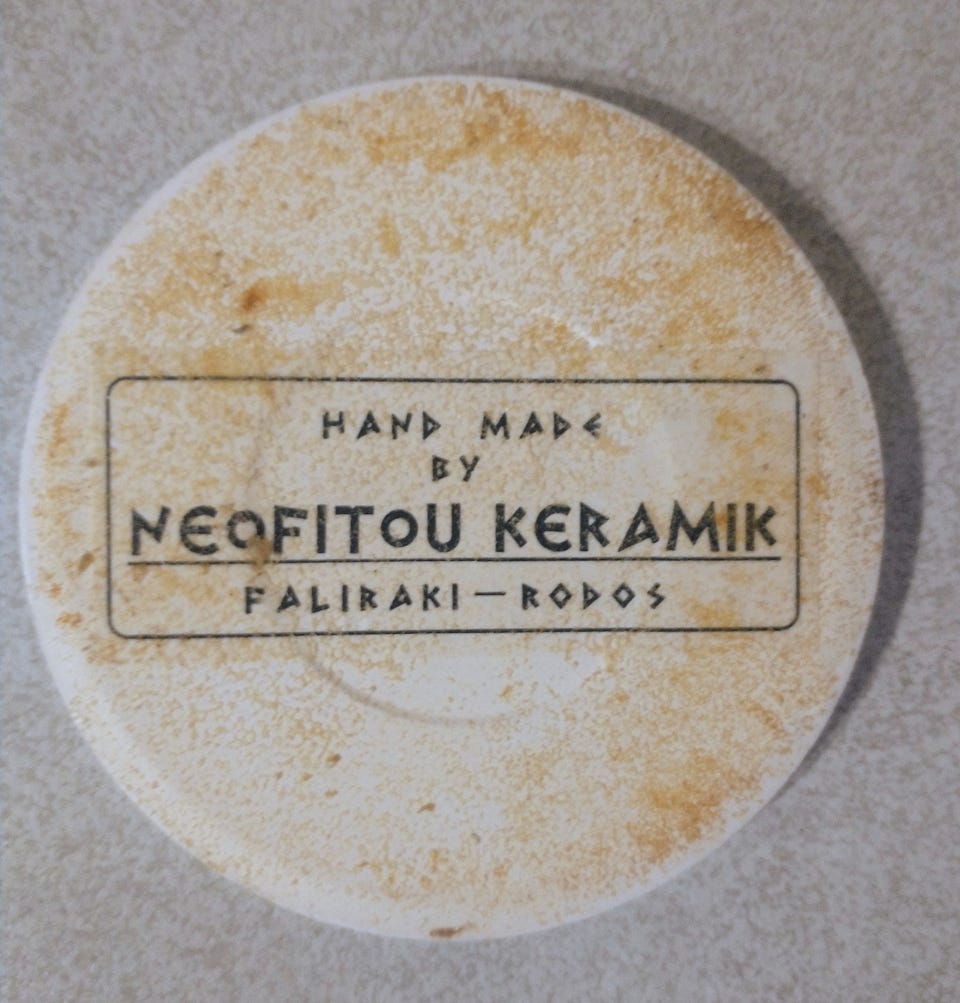 HAND MADE
BY
NEOFITOU KERAMIK
FALIRAKI—RODOS